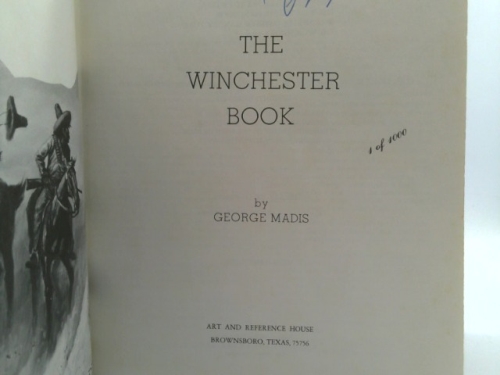 THE
WINCHESTER
BOOK
1 of 1000
by
GEORGE MADIS
ART AND REFERENCE HOUSE
BROWNSBORO, TEXAS, 75756